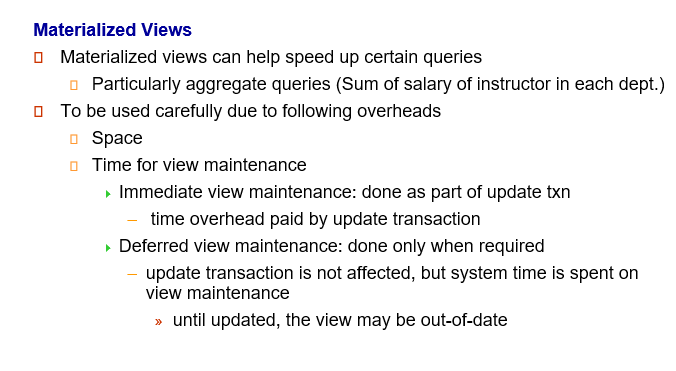 Materialized Views
Materialized views can help speed up certain queries
Particularly aggregate queries (Sum of salary of instructor in each dept.)
To be used carefully due to following overheads
Space
Time for view maintenance
Immediate view maintenance: done as part of update txn
– time overhead paid by update transaction
Deferred view maintenance: done only when required
– update transaction is not affected, but system time is spent on
view maintenance
» until updated, the view may be out-of-date